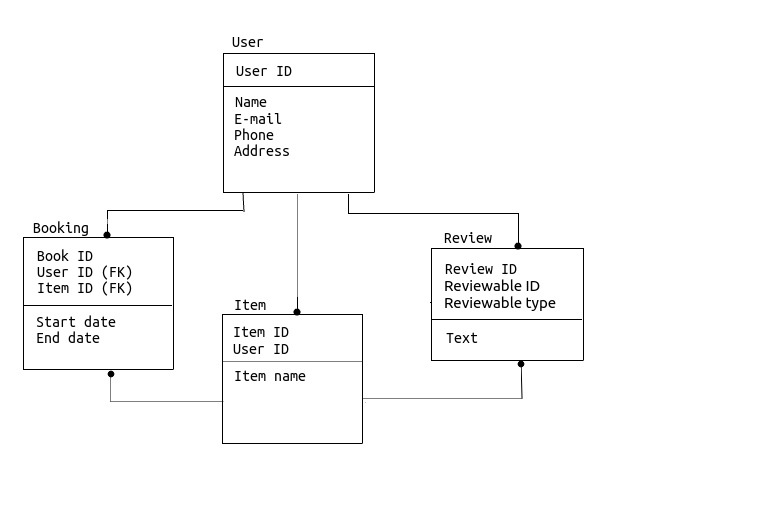 User
User ID
Name
E-mail
Phone
Address
Booking
Book ID
User ID (FK)
Item ID (FK)
Start date
End date
Item
Item ID
User ID
Item name
Review
Review ID
Reviewable ID
Reviewable type
Text